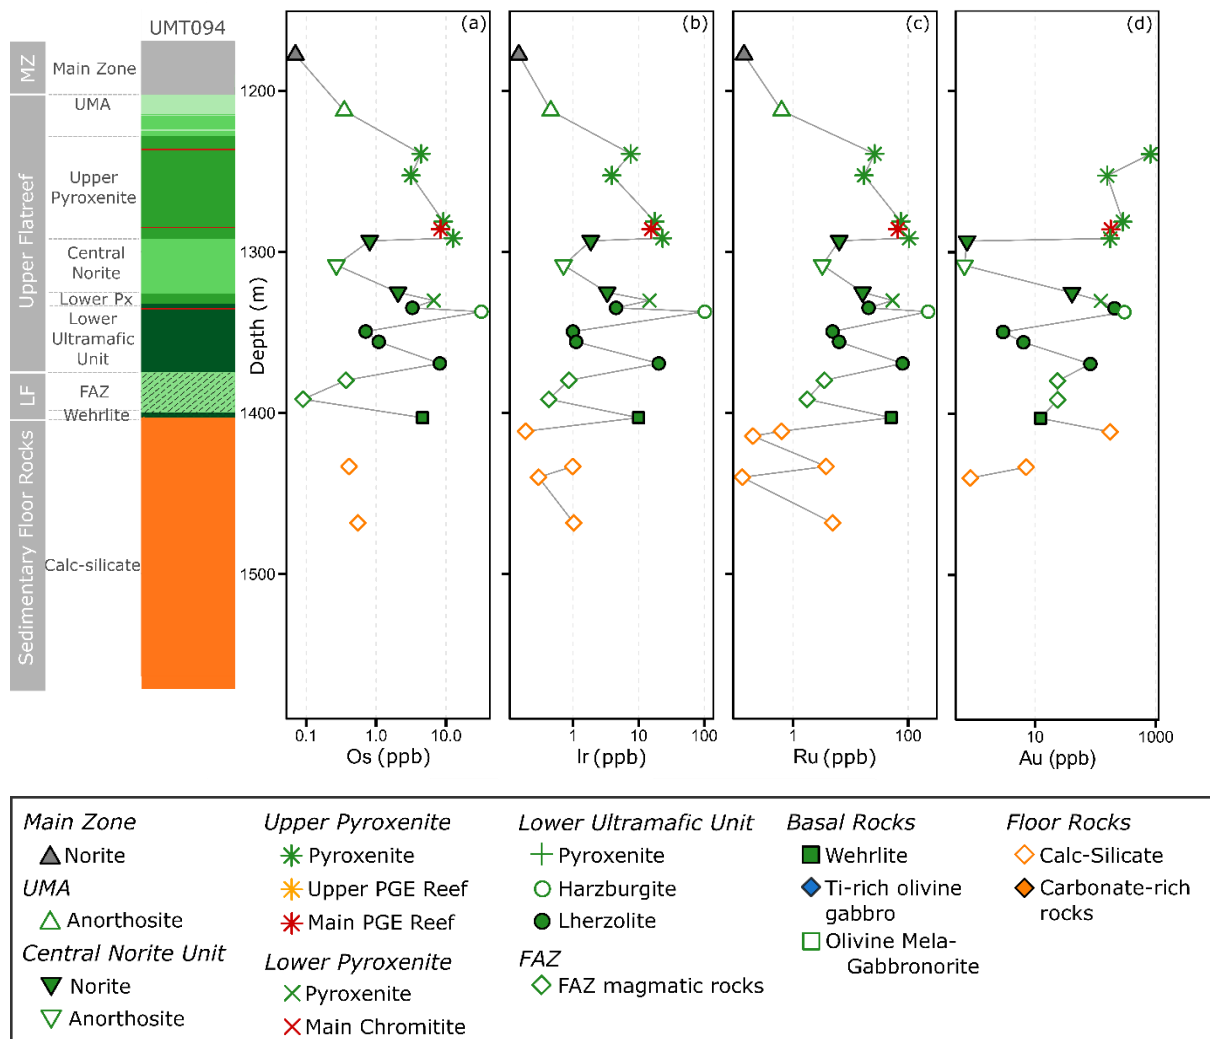 UMT094
(a)
(b)
(c)
(d)
MZ
Main Zone
Upper Flatreef
UMA
Upper
Pyroxenite
Central
Norite
Lower Px
Lower
Ultramafic
Unit
LF
FAZ
Wehrlite
Sedimentary Floor Rocks
Calc-silicate
Depth (m)
1200
1300
1400
1500
0.1 1.0 10.0
Os (ppb)
1 10 100
Ir (ppb)
1 100
Ru (ppb)
10 1000
Au (ppb)
Main Zone
Norite
UMA
Anorthosite
Central Norite Unit
Norite
Anorthosite
Upper Pyroxenite
Pyroxenite
Upper PGE Reef
Main PGE Reef
Lower Pyroxenite
Pyroxenite
Main Chromitite
Lower Ultramafic Unit
Pyroxenite
Harzburgite
Lherzolite
FAZ
FAZ magmatic rocks
Basal Rocks
Wehrlite
Ti-rich olivine
gabbro
Olivine Mela-
Gabbronorite
Floor Rocks
Calc-Silicate
Carbonate-rich
rocks